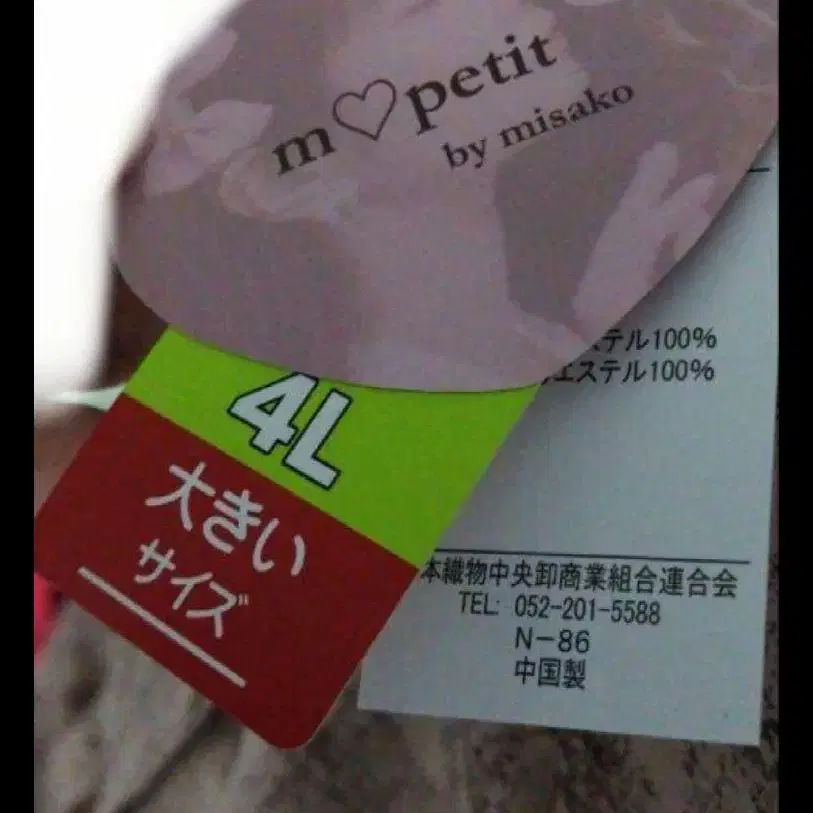 m♡petit
by misako
ステル100%
エステル100%
4L
大きい
サイズ
本織物中央卸商業組合連合会
TEL: 052-201-5588
N-86
中国製